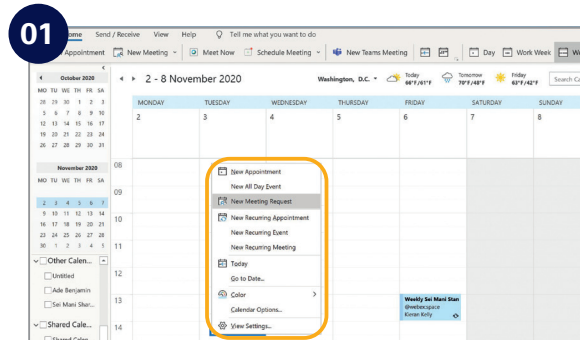 01
ome Send / Receive View Help Tell me what you want to do
Appointment New Meeting Meet Now Schedule Meeting New Teams Meeting Day Work Week We
October 2020
MO TU WE TH FR SA
28 29 30 1 2 3
5 6 7 8 9 10
12 13 14 15 16 17
19 20 21 22 23 24
26 27 28 29 30 31
November 2020
MO TU WE TH FR SA
2 3 4 5 6 7
9 10 11 12 13 14
16 17 18 19 20 21
23 24 25 26 27 28
30 1 2 3 4 5
Other Calen...
Untitled
Ade Benjamin
Sei Mani Shar...
Shared Cale...
2 - 8 November 2020
Washington, D.C.
Today
66°F/61°F
Tomorrow
70°F/48°F
Friday
63°F/42°F
Search Ca
MONDAY TUESDAY WEDNESDAY THURSDAY FRIDAY SATURDAY SUNDAY
2 3 4 5 6 7 8
08
09
10
11
12
13
14
New Appointment
New All Day Event
New Meeting Request
New Recurring Appointment
New Recurring Event
New Recurring Meeting
Today
Go to Date...
Color
Calendar Options...
View Settings...
Weekly Sei Mani Stan
@webexspace
Kieran Kelly